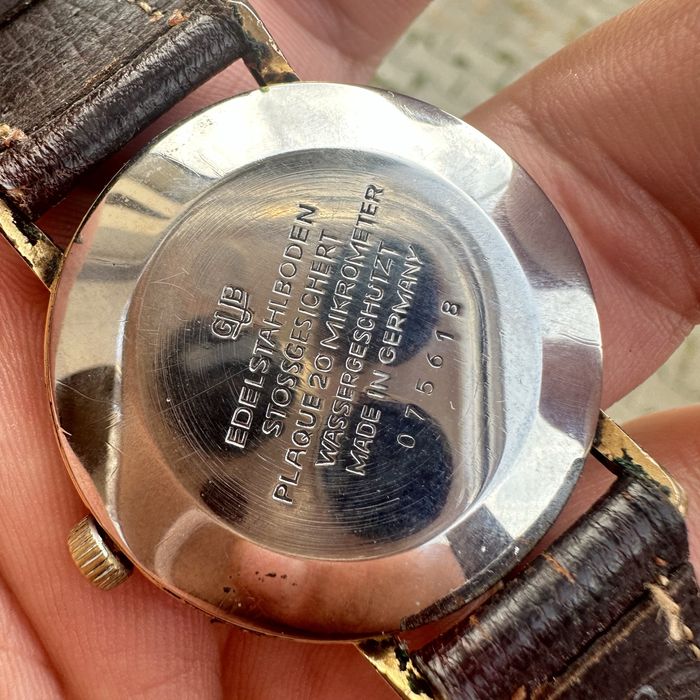 GUB
EDELSTAHLBODEN
STOSSGESICHERT
PLAQUE 20 MIKROMETER
WASSERGESCHÜTZT
MADE IN GERMANY
075618